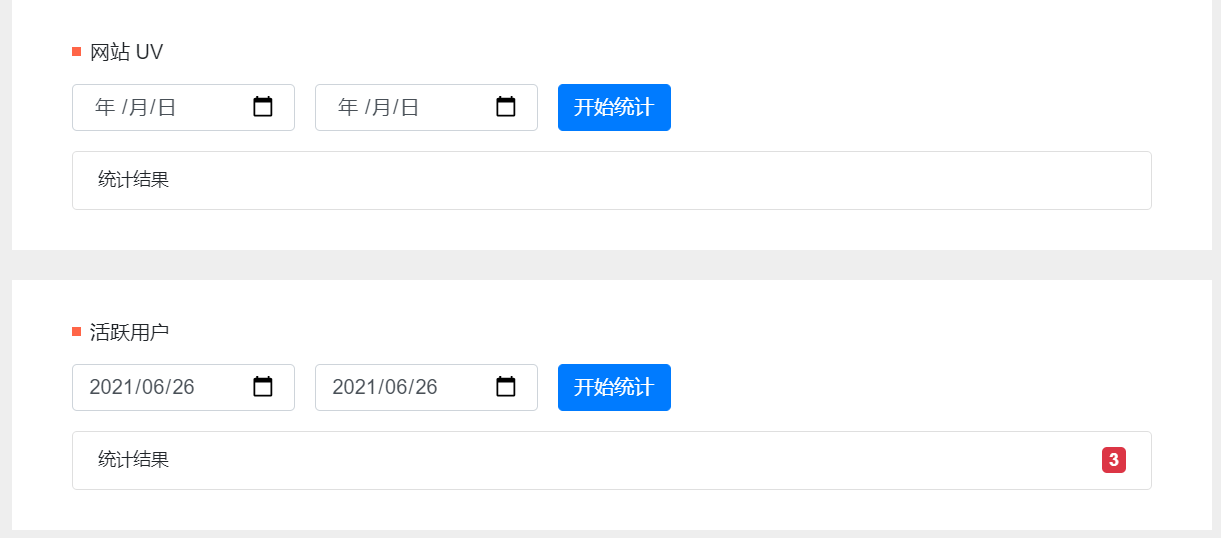 网站 UV
年 /月/日 年 /月/日 开始统计
统计结果
活跃用户
2021/06/26 2021/06/26 开始统计
统计结果 3